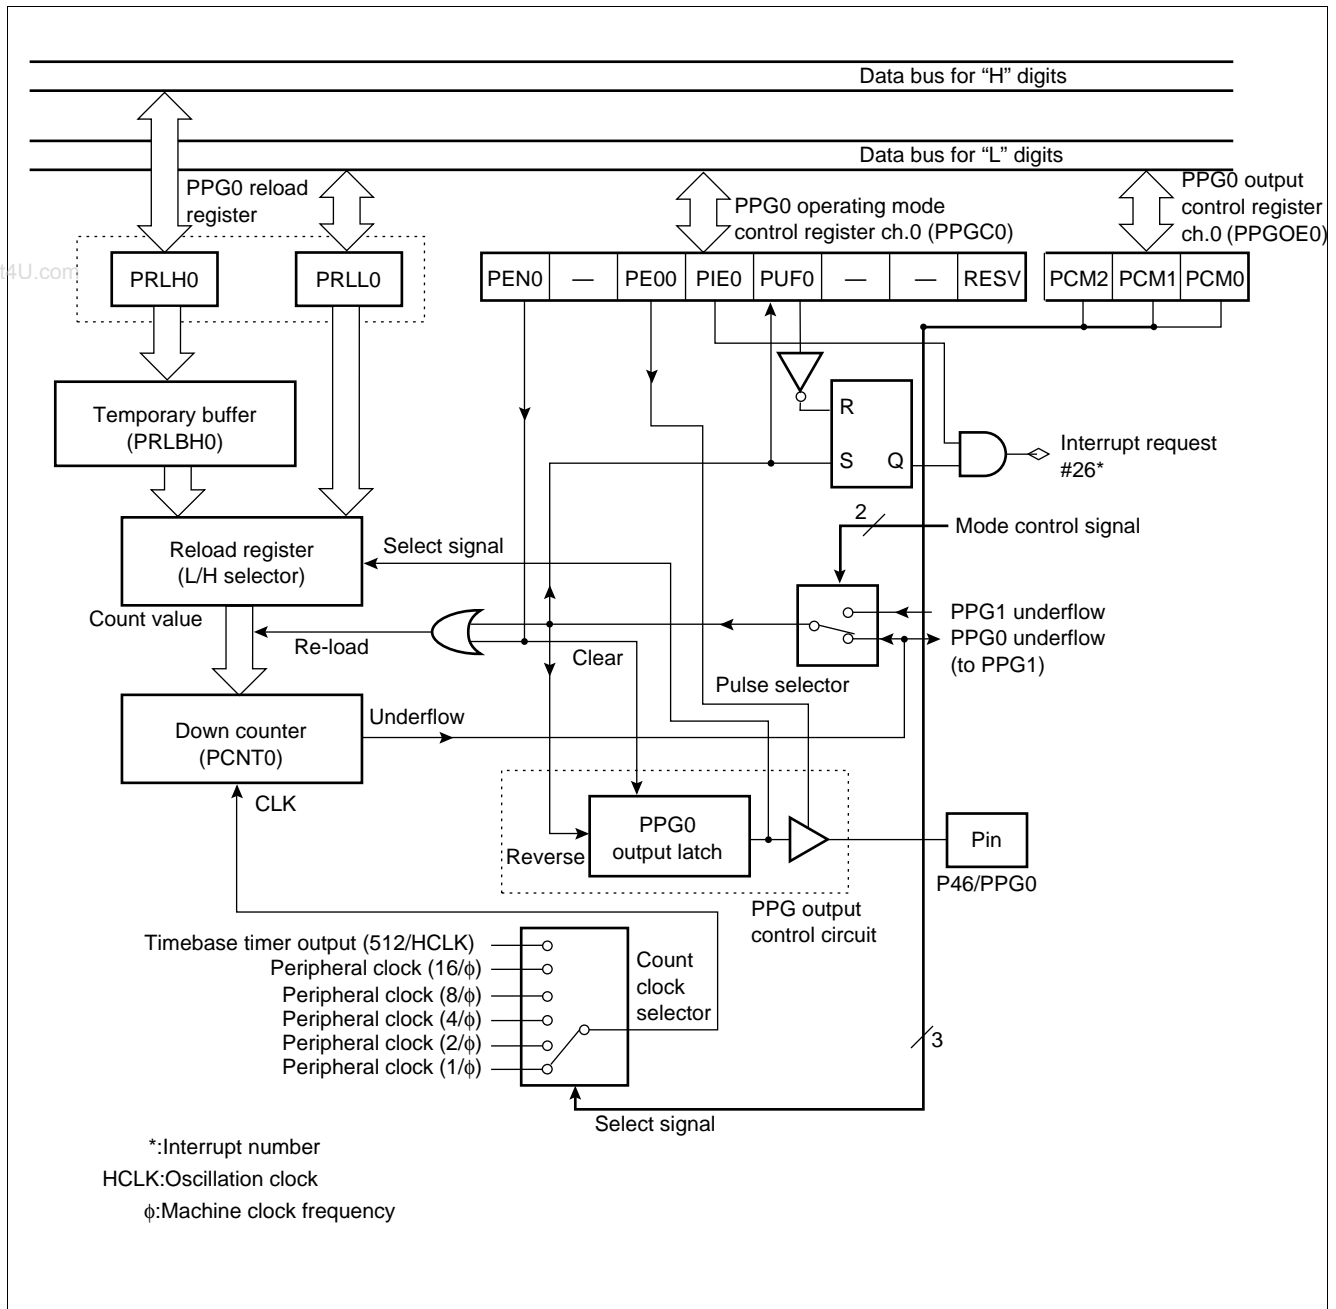 Data bus for “H” digits
Data bus for “L” digits
PPG0 reload
register
PPG0 operating mode
control register ch.0 (PPGC0)
PPG0 output
control register
ch.0 (PPGOE0)
t4U.com
PRLH0
PRLL0
PEN0 — PE00 PIE0 PUF0 — — RESV
PCM2 PCM1 PCM0
Temporary buffer
(PRLBH0)
R
S Q
Interrupt request
#26*
2
Mode control signal
Reload register
(L/H selector)
Select signal
Count value
Re-load
Clear
PPG1 underflow
PPG0 underflow
(to PPG1)
Pulse selector
Down counter
(PCNT0)
Underflow
CLK
Reverse
PPG0
output latch
Pin
P46/PPG0
PPG output
control circuit
Timebase timer output (512/HCLK)
Peripheral clock (16/ϕ)
Peripheral clock (8/ϕ)
Peripheral clock (4/ϕ)
Peripheral clock (2/ϕ)
Peripheral clock (1/ϕ)
Count
clock
selector
3
Select signal
*:Interrupt number
HCLK:Oscillation clock
ϕ:Machine clock frequency